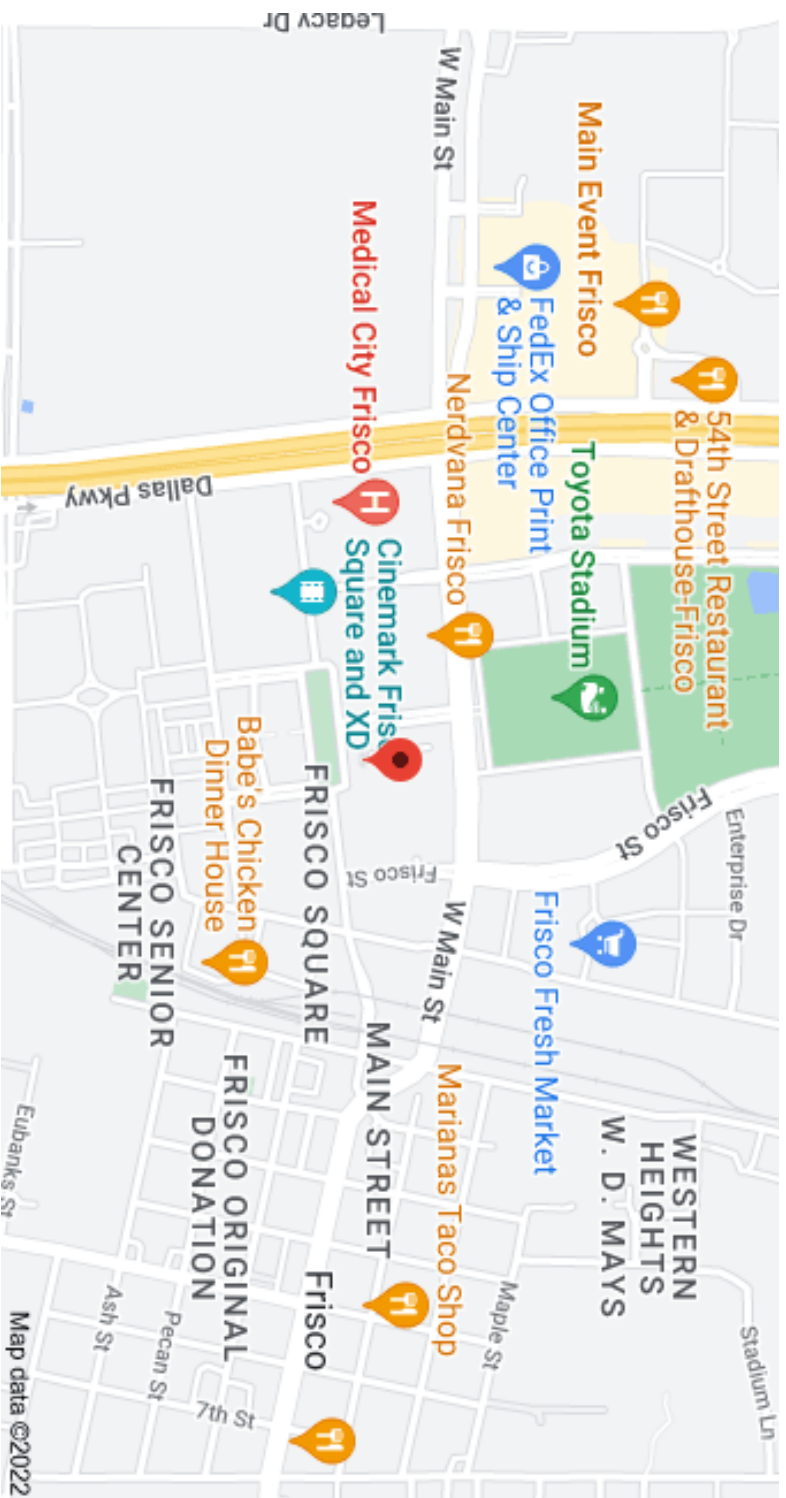 Legacy Dr
W Main St
Main Event Frisco
54th Street Restaurant
& Drafthouse-Frisco
FedEx Office Print
& Ship Center
Medical City Frisco
Dallas Pkwy
Toyota Stadium
Nerdvana Frisco
Cinemark Fris
Square and XD
Frisco St
Enterprise Dr
Frisco St
FRISCO SQUARE
Babe's Chicken
Dinner House
FRISCO SENIOR
CENTER
W Main St
Frisco Fresh Market
WESTERN
HEIGHTS
W. D. MAYS
MAIN STREET
Marianas Taco Shop
FRISCO ORIGINAL
DONATION
Frisco
Maple St
Stadium Ln
Eubanks St
Ash St
Pecan St
7th St
Map data ©2022